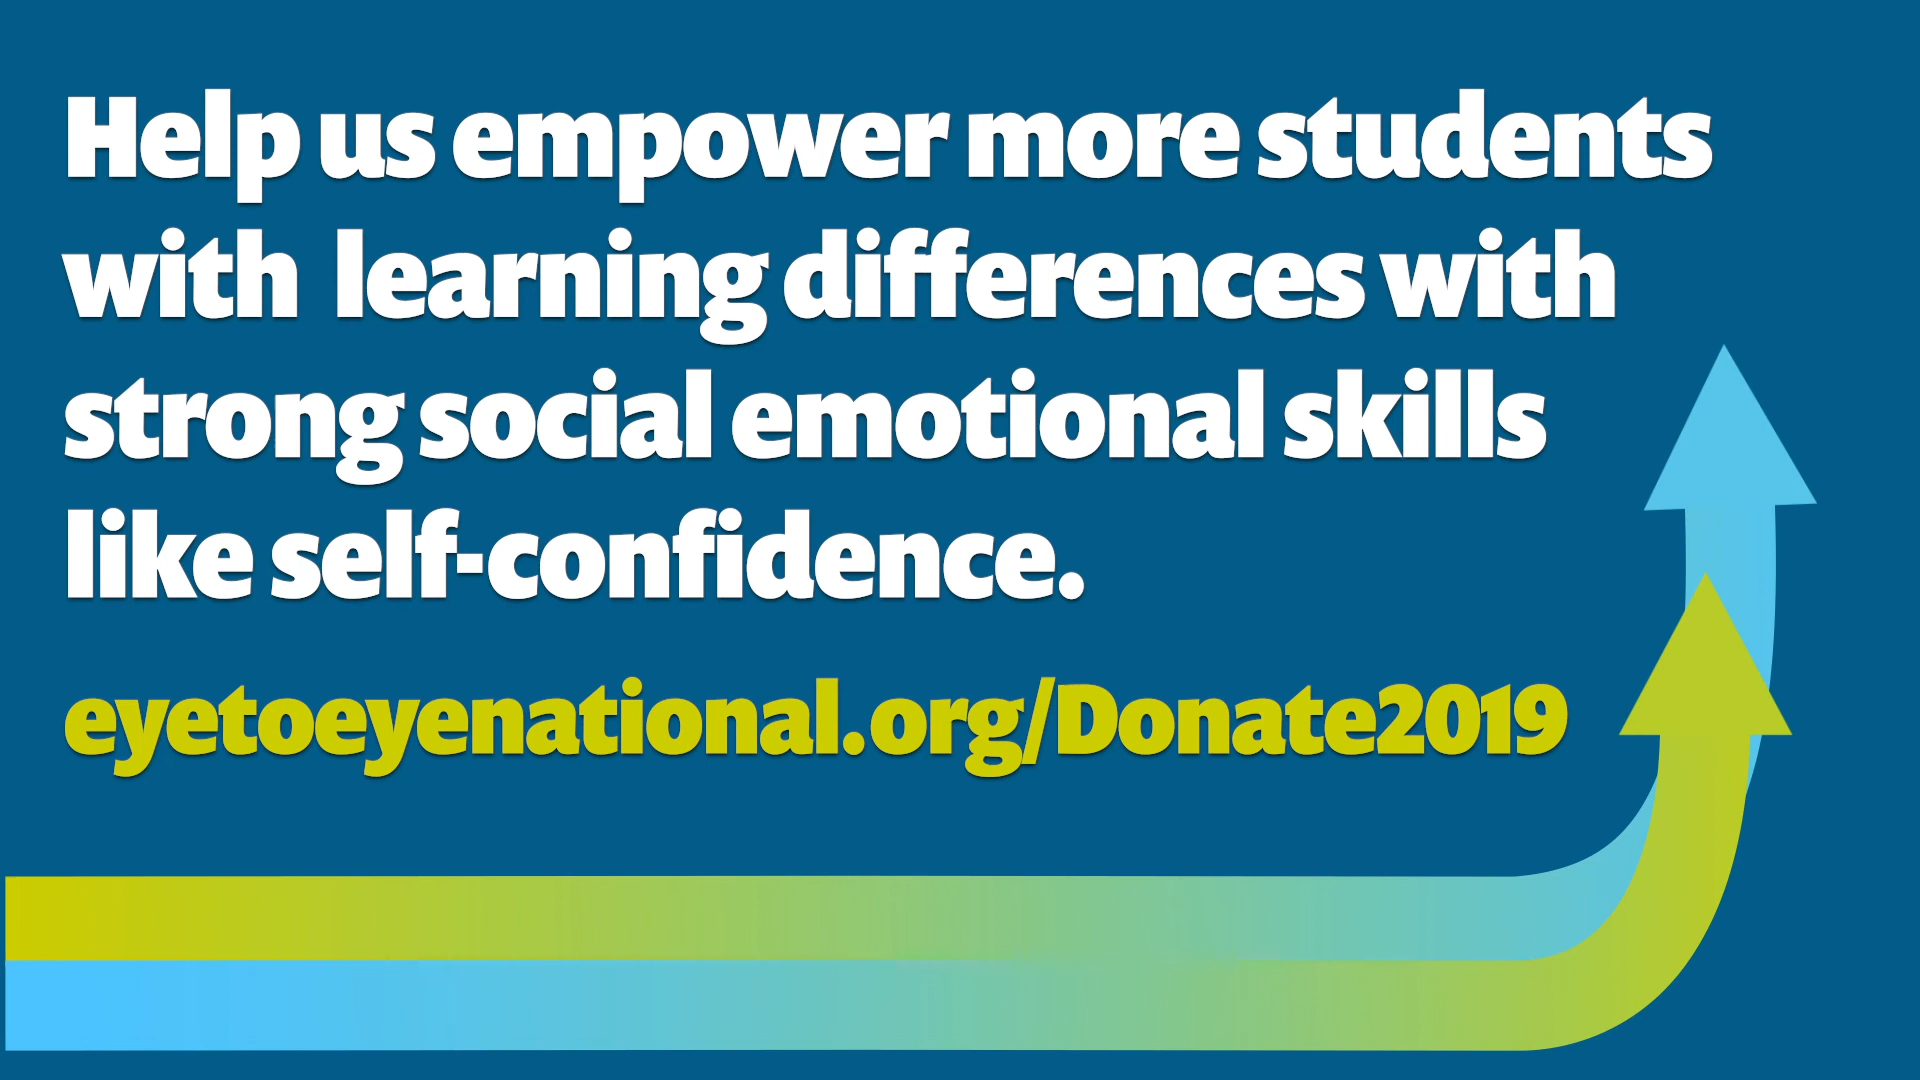 Help us empower more students
with learning differences with
strong social emotional skills
like self-confidence.
eyetoeyenational.org/Donate2019